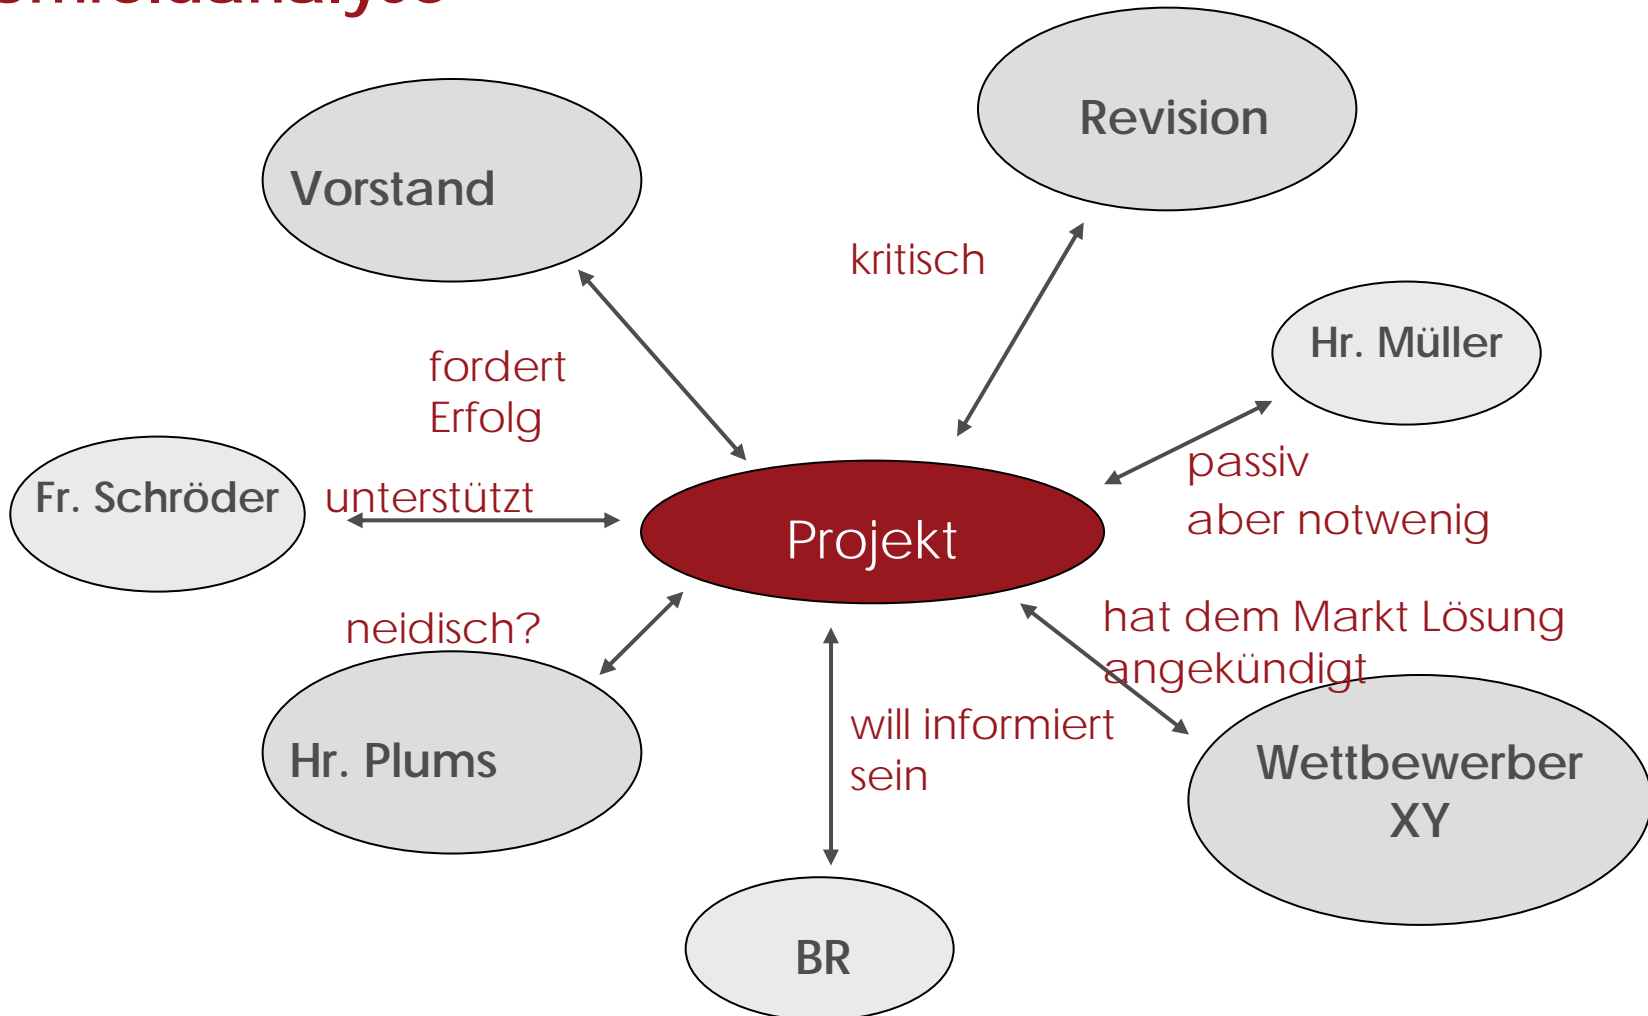 Revision
Vorstand
kritisch
Hr. Müller
fordert
Erfolg
passiv
aber notwenig
Fr. Schröder
unterstützt
Projekt
neidisch?
hat dem Markt Lösung
angekündigt
will informiert
sein
Hr. Plums
Wettbewerber
XY
BR